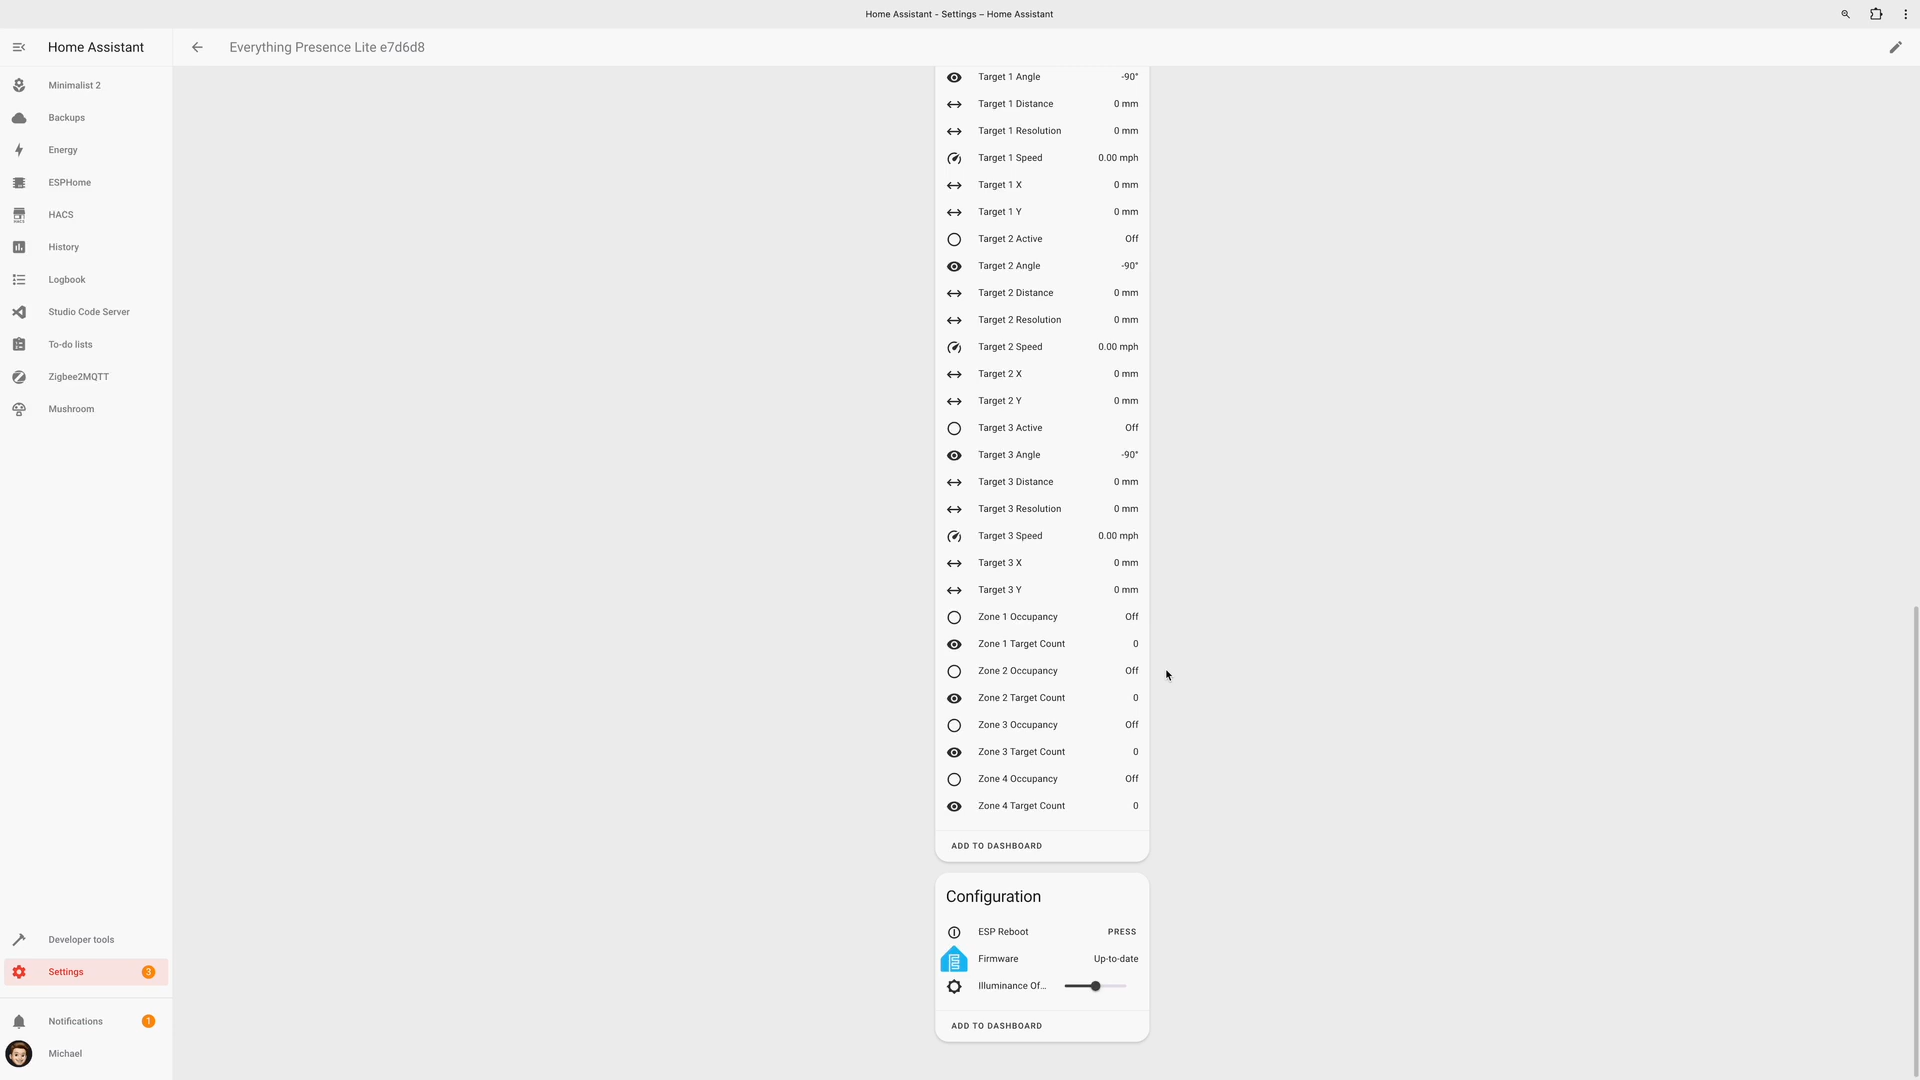 Home Assistant - Settings – Home Assistant
Home Assistant
Everything Presence Lite e7d6d8
Minimalist 2
Backups
Energy
ESPHome
HACS
History
Logbook
Studio Code Server
To-do lists
Zigbee2MQTT
Mushroom
Developer tools
Settings 3
Notifications 1
Michael
Target 1 Angle -90°
Target 1 Distance 0 mm
Target 1 Resolution 0 mm
Target 1 Speed 0.00 mph
Target 1 X 0 mm
Target 1 Y 0 mm
Target 2 Active Off
Target 2 Angle -90°
Target 2 Distance 0 mm
Target 2 Resolution 0 mm
Target 2 Speed 0.00 mph
Target 2 X 0 mm
Target 2 Y 0 mm
Target 3 Active Off
Target 3 Angle -90°
Target 3 Distance 0 mm
Target 3 Resolution 0 mm
Target 3 Speed 0.00 mph
Target 3 X 0 mm
Target 3 Y 0 mm
Zone 1 Occupancy Off
Zone 1 Target Count 0
Zone 2 Occupancy Off
Zone 2 Target Count 0
Zone 3 Occupancy Off
Zone 3 Target Count 0
Zone 4 Occupancy Off
Zone 4 Target Count 0
ADD TO DASHBOARD
Configuration
ESP Reboot PRESS
Firmware Up-to-date
Illuminance Of...
ADD TO DASHBOARD